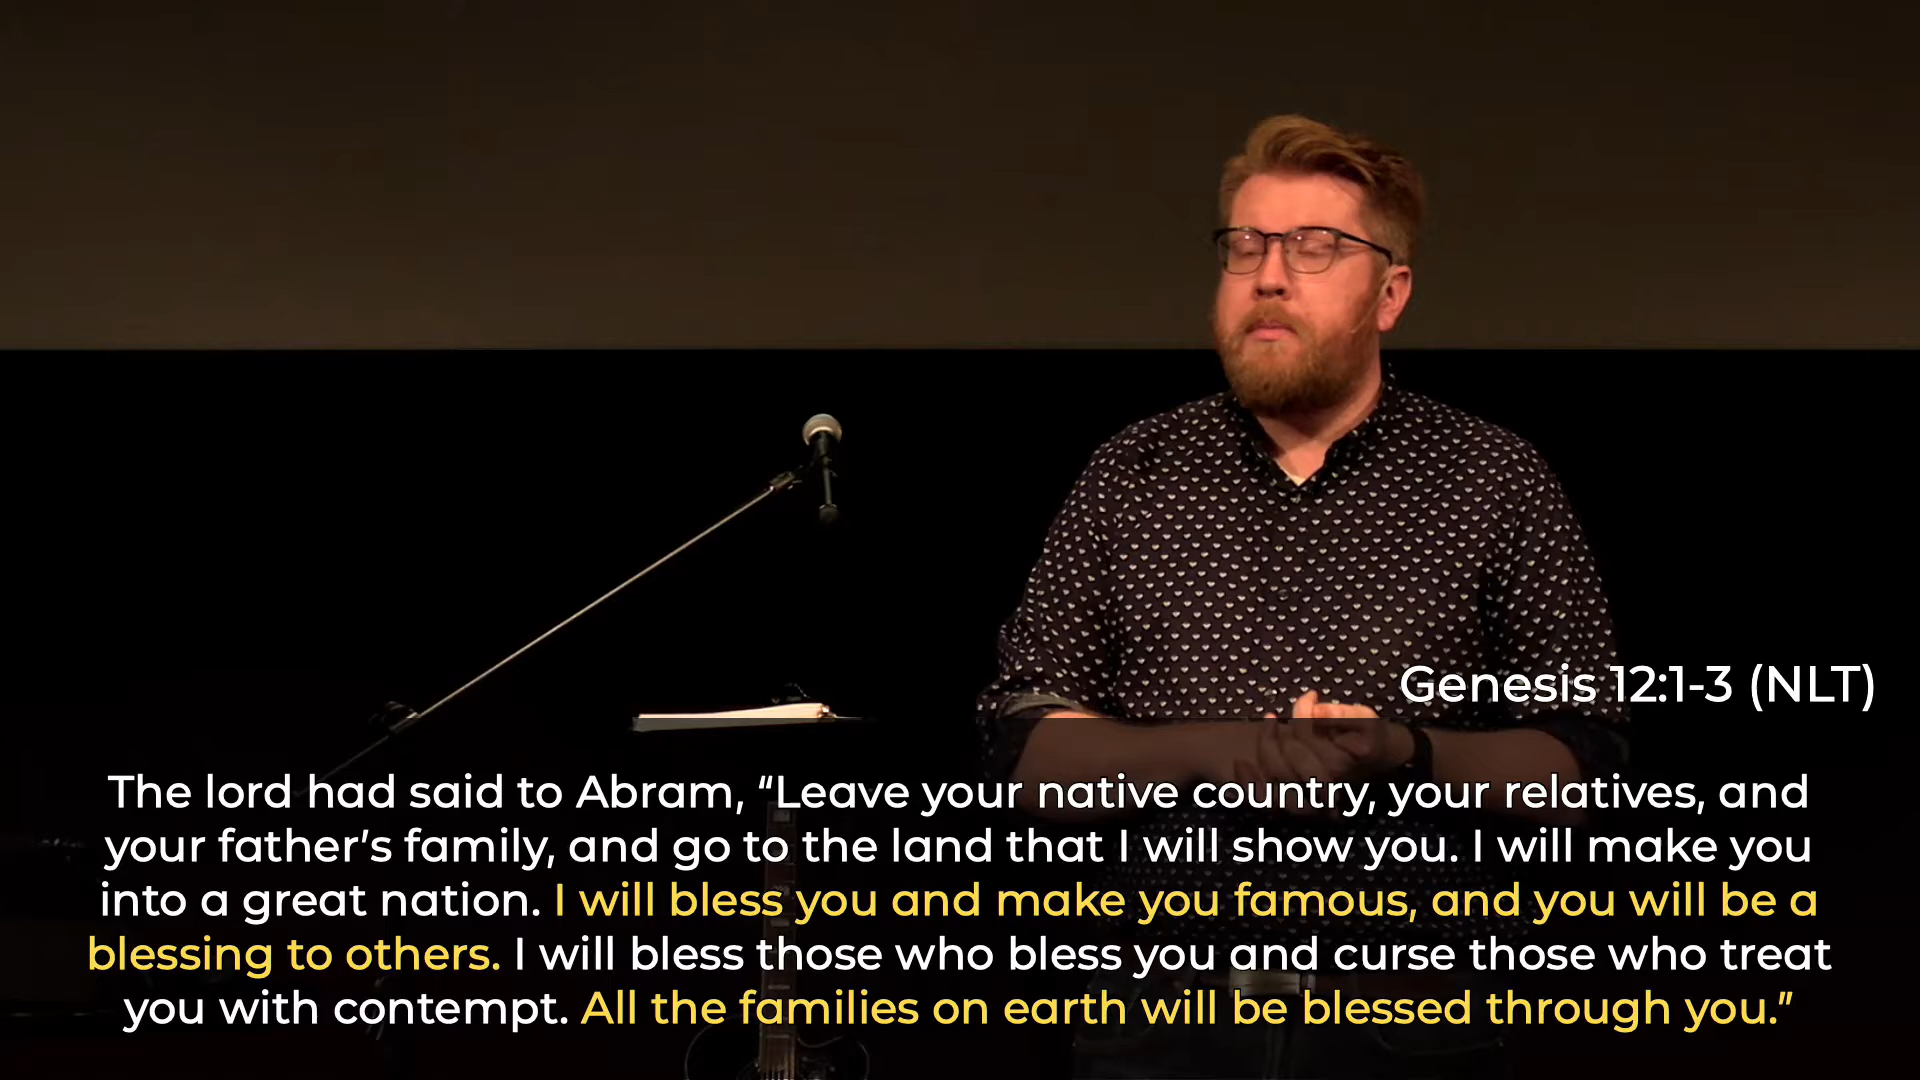 Genesis 12:1-3 (NLT)
The lord had said to Abram, “Leave your native country, your relatives, and
your father’s family, and go to the land that I will show you. I will make you
into a great nation. I will bless you and make you famous, and you will be a
blessing to others. I will bless those who bless you and curse those who treat
you with contempt. All the families on earth will be blessed through you.”